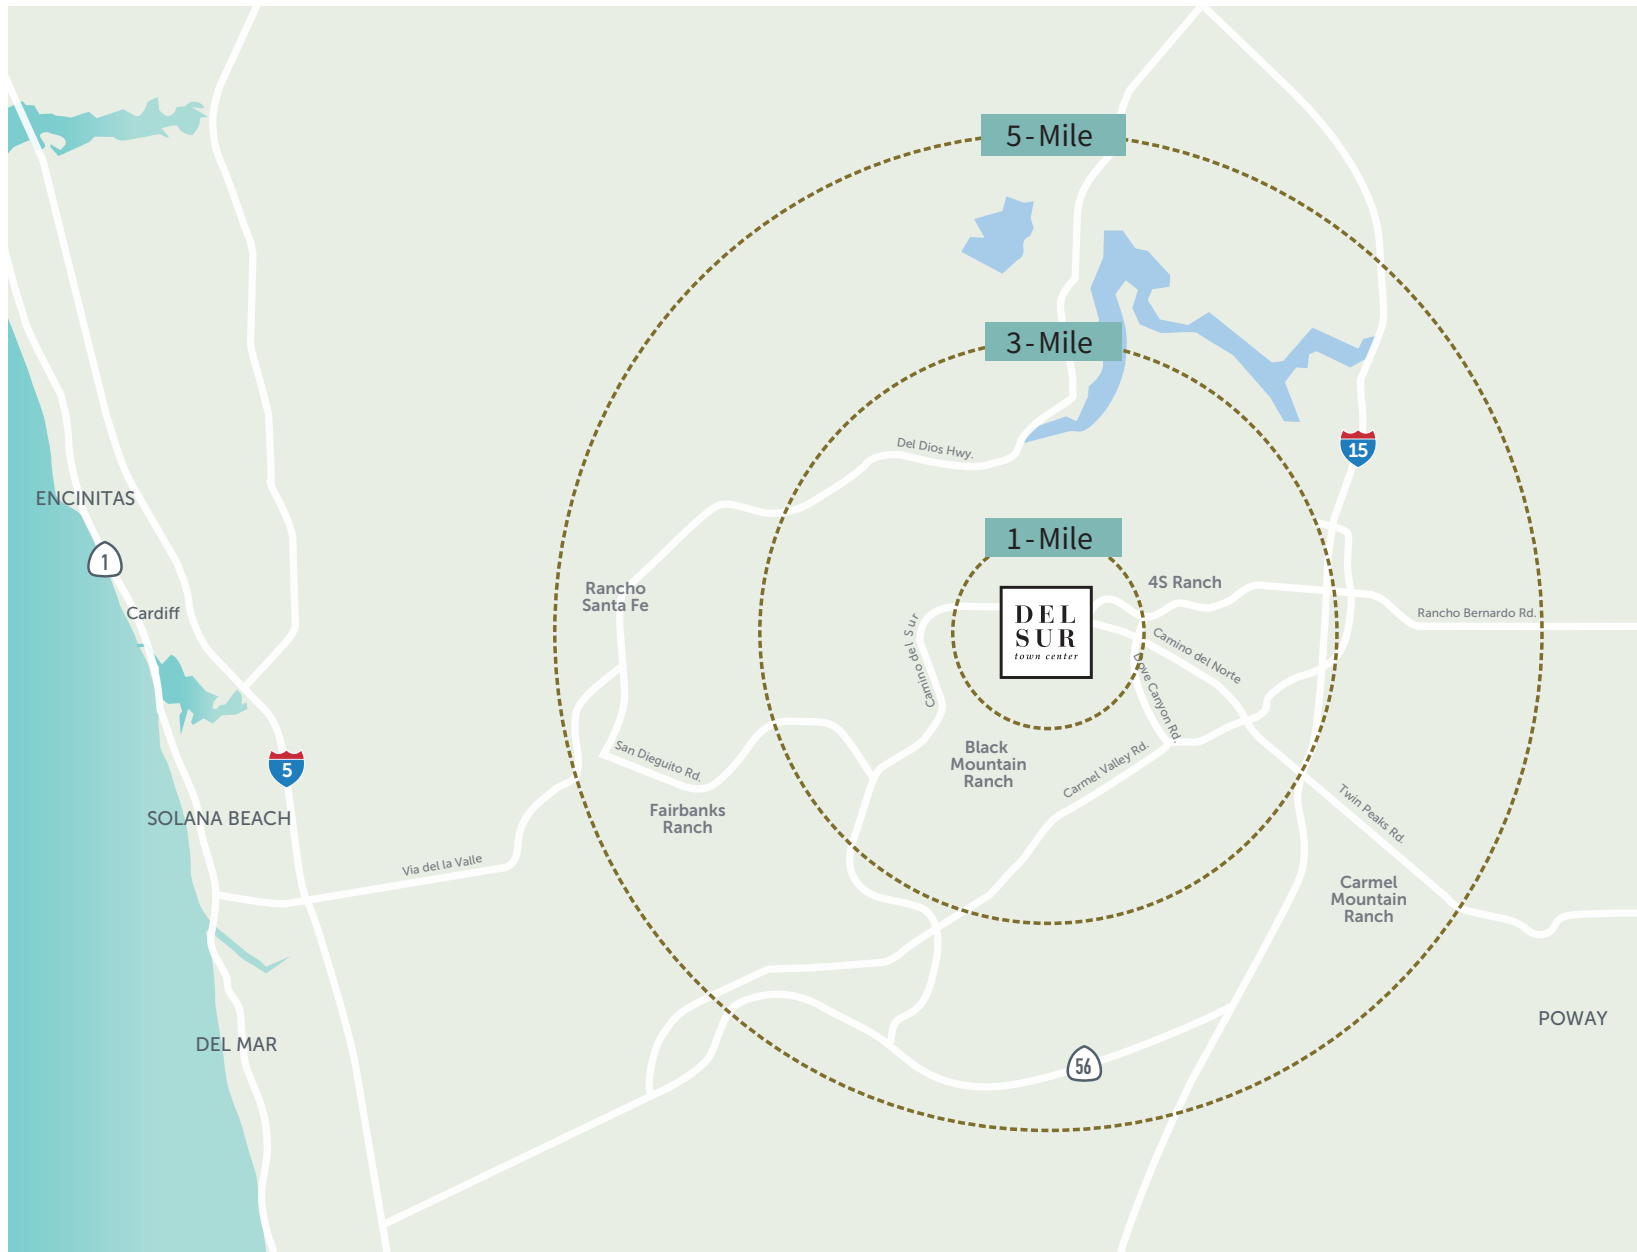 5-Mile
3-Mile
Del Dios Hwy.
15
ENCINITAS
1-Mile
1
Rancho
Santa Fe
4S Ranch
Cardiff
Rancho Bernardo Rd.
DEL
SUR
town center
Camino del Sur
Camino del Norte
Dove Canyon Rd.
San Dieguito Rd.
Black
Mountain
Ranch
Carmel Valley Rd.
5
SOLANA BEACH
Fairbanks
Ranch
Twin Peaks Rd.
Via del la Valle
Carmel
Mountain
Ranch
POWAY
DEL MAR
56